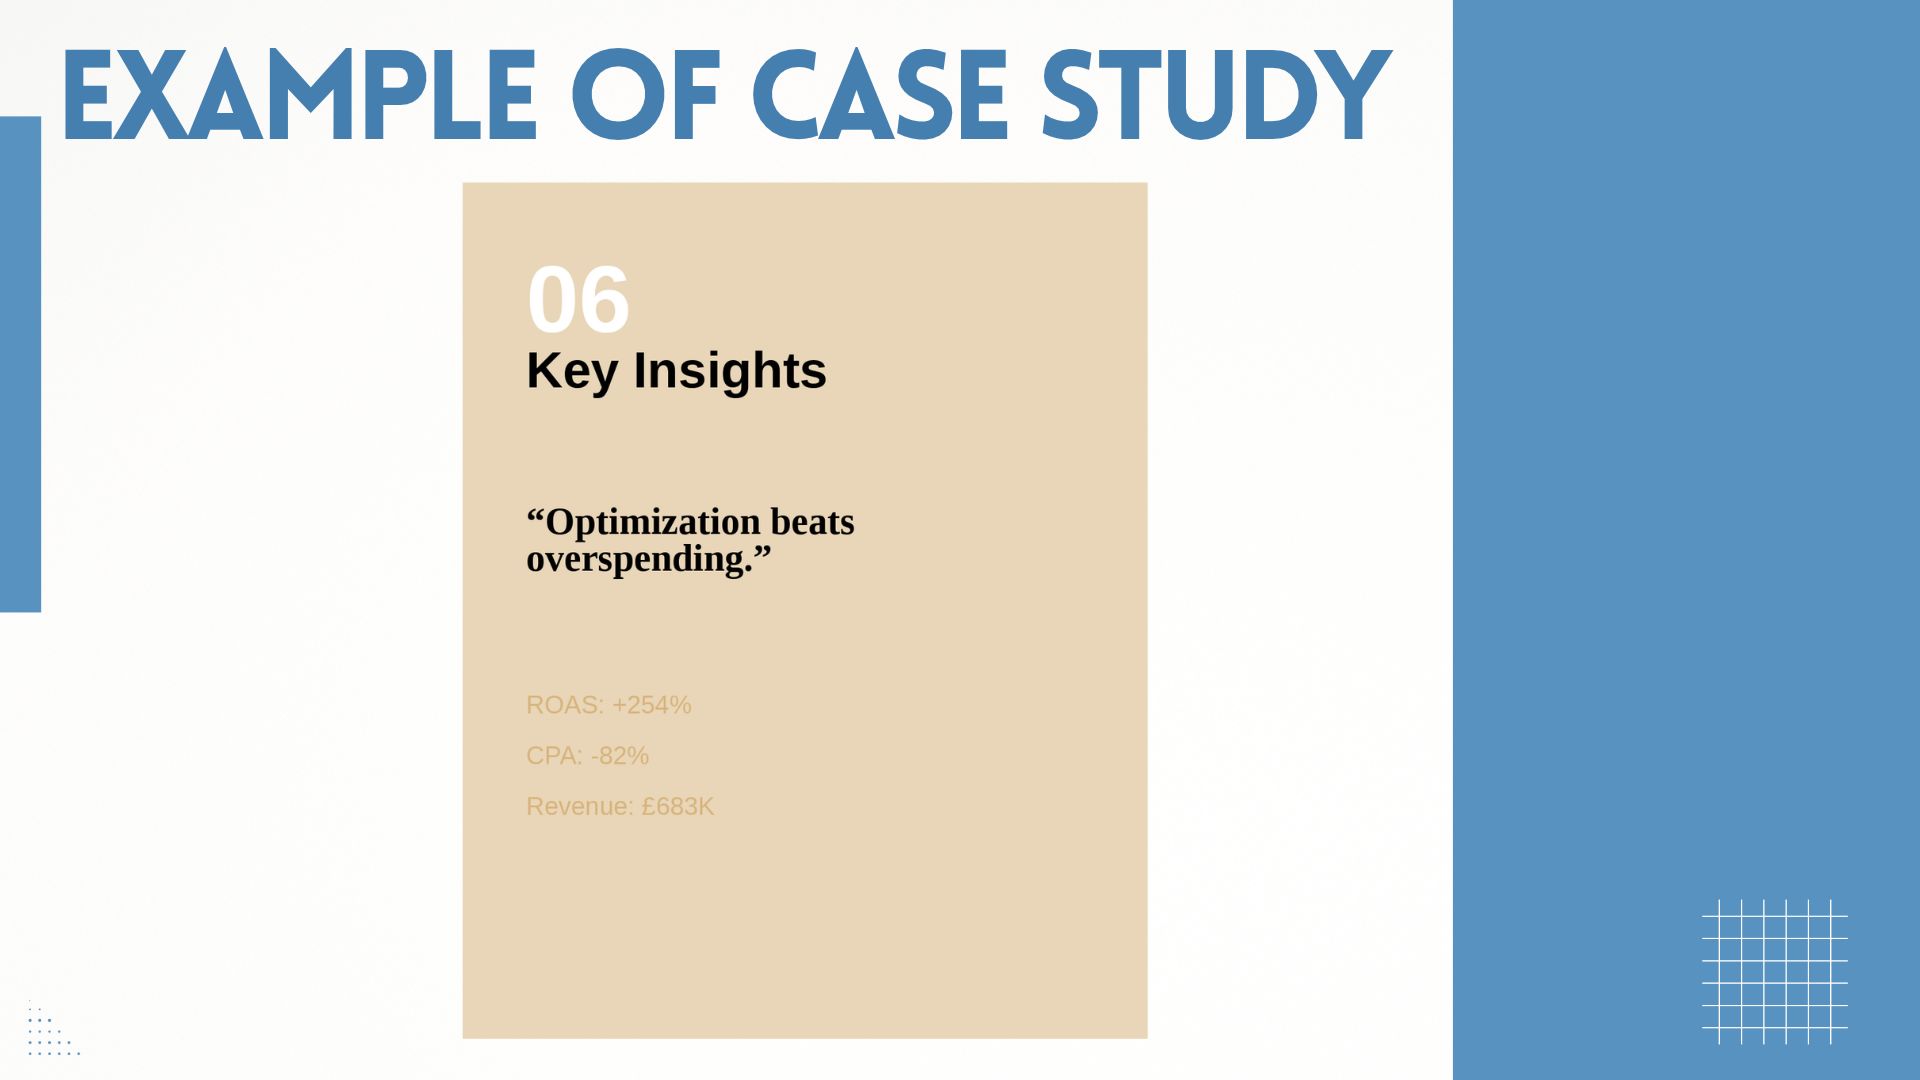 EXAMPLE OF CASE STUDY
06
Key Insights
“Optimization beats
overspending.”
ROAS: +254%
CPA: -82%
Revenue: £683K